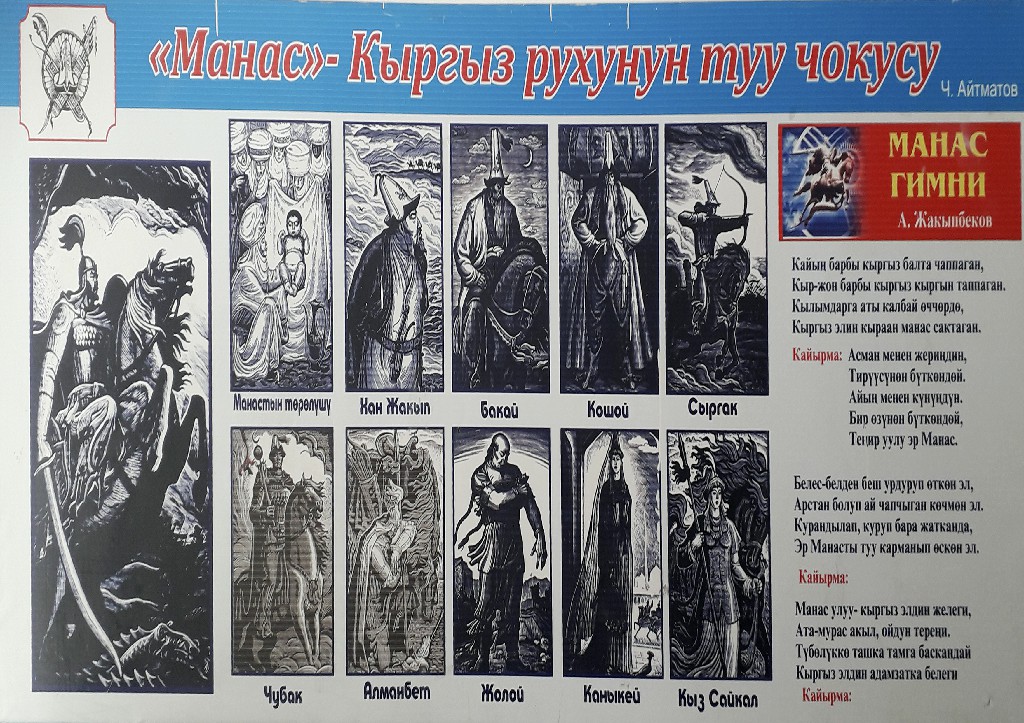 «Манас»- Кыргыз рухунун туу чокусу
Ч. Айтматов
Манастын төрөлүшү
Хан Жакып
Бакай
Кошой
Сыргак
Чубак
Алманбет
Жолой
Каныкей
Кыз Сайкал
МАНАС
ГИМНИ
А. Жакыпбеков
Кайың барбы кыргыз балта чаппаган,
Кыр-жон барбы кыргыз кыргын таппаган.
Кылымдарга аты калбай өччөрдө,
Кыргыз элин кыраан манас сактаган.
Кайырма: Асман менен жериңдин,
Тирүүсүнөн бүткөндөй.
Айың менен күнүңдүн.
Бир өзүнөн бүткөндөй,
Теңир уулу эр Манас.
Белес-белден беш урдуруп өткөн эл,
Арстан болуп ай чапчыган көчмөн эл.
Курандылап, куруп бара жатканда,
Эр Манасты туу карманып өскөн эл.
Кайырма:
Манас улуу- кыргыз элдин желеги,
Ата-мурас акыл, ойдун тереңи.
Түбөлүккө ташка тамга баскандай
Кыргыз элдин адамзатка белеги
Кайырма: